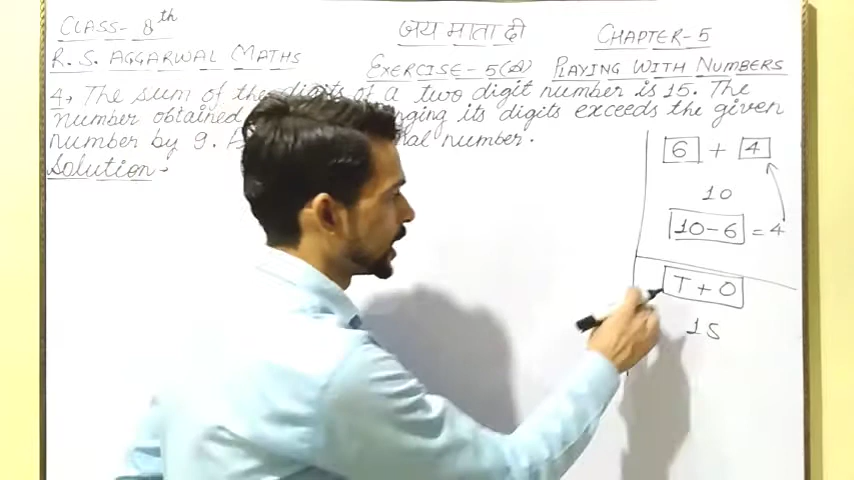 CLASS- 8th
जय माता दी
CHAPTER- 5
R. S. AGGARWAL MATHS
EXERCISE - 5(A) PLAYING WITH NUMBERS
4. The sum of the digits of a two digit number is 15. The
number obtained nging its digits exceeds the given
number by 9. al number.
Solution-
6 + 4
10
10-6 = 4
T + O
15